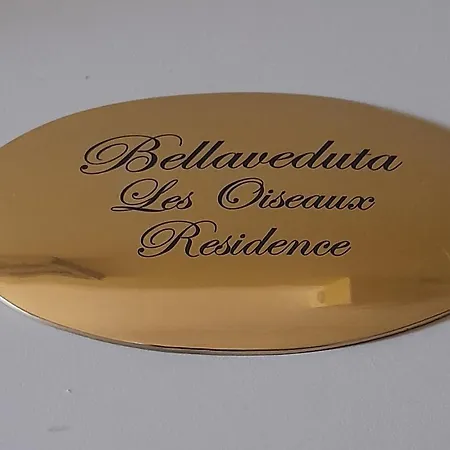 Bellaveduta
Les Oiseaux
Residence